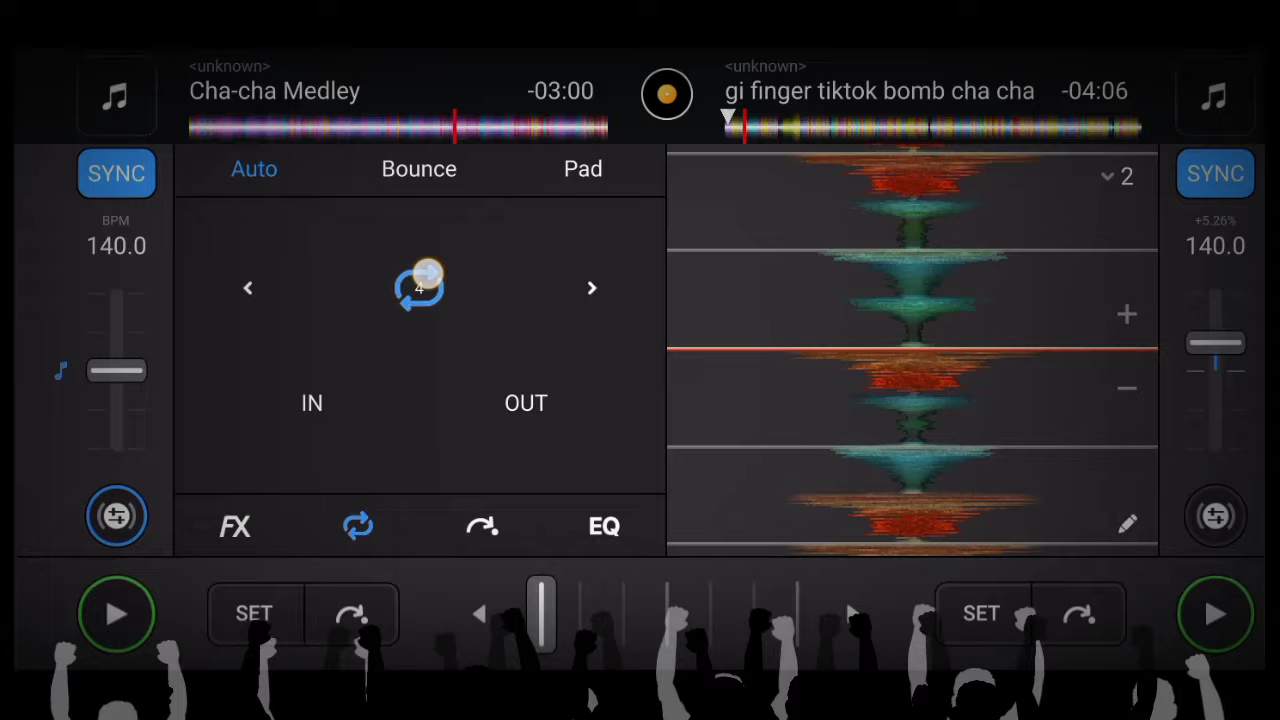 <unknown>
Cha-cha Medley
-03:00
<unknown>
gi finger tiktok bomb cha cha
-04:06
SYNC
Auto
Bounce
Pad
2
SYNC
BPM
140.0
+5.26%
140.0
4
IN
OUT
FX
EQ
SET
SET